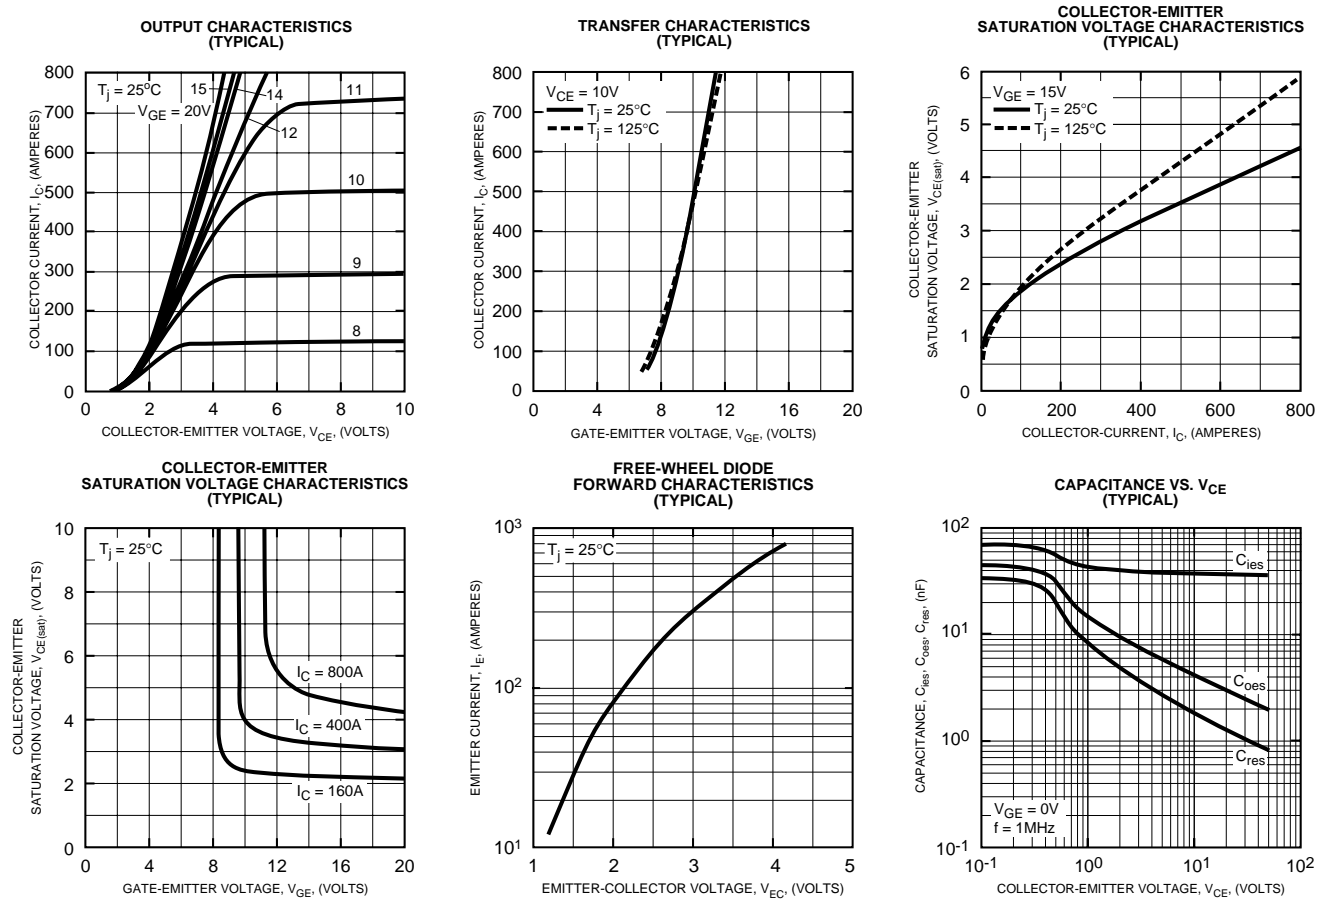 OUTPUT CHARACTERISTICS
(TYPICAL)
800
700
600
500
400
300
200
100
0
COLLECTOR CURRENT, IC, (AMPERES)
Tj = 25°C
VGE = 20V
15
14
12
11
10
9
8
0 2 4 6 8 10
COLLECTOR-EMITTER VOLTAGE, VCE, (VOLTS)
TRANSFER CHARACTERISTICS
(TYPICAL)
800
700
600
500
400
300
200
100
0
COLLECTOR CURRENT, IC, (AMPERES)
VCE = 10V
Tj = 25°C
Tj = 125°C
0 4 8 12 16 20
GATE-EMITTER VOLTAGE, VGE, (VOLTS)
COLLECTOR-EMITTER
SATURATION VOLTAGE CHARACTERISTICS
(TYPICAL)
6
5
4
3
2
1
0
COLLECTOR-EMITTER
SATURATION VOLTAGE, VCE(sat), (VOLTS)
VGE = 15V
Tj = 25°C
Tj = 125°C
0 200 400 600 800
COLLECTOR-CURRENT, IC, (AMPERES)
COLLECTOR-EMITTER
SATURATION VOLTAGE CHARACTERISTICS
(TYPICAL)
10
8
6
4
2
0
COLLECTOR-EMITTER
SATURATION VOLTAGE, VCE(sat), (VOLTS)
Tj = 25°C
IC = 800A
IC = 400A
IC = 160A
0 4 8 12 16 20
GATE-EMITTER VOLTAGE, VGE, (VOLTS)
FREE-WHEEL DIODE
FORWARD CHARACTERISTICS
(TYPICAL)
10³
10²
10¹
EMITTER CURRENT, IE, (AMPERES)
Tj = 25°C
1 2 3 4 5
EMITTER-COLLECTOR VOLTAGE, VEC, (VOLTS)
CAPACITANCE VS. VCE
(TYPICAL)
10²
10¹
10⁰
10⁻¹
CAPACITANCE, Cies, Coes, Cres, (nF)
Cies
Coes
Cres
VGE = 0V
f = 1MHz
10⁻¹ 10⁰ 10¹ 10²
COLLECTOR-EMITTER VOLTAGE, VCE, (VOLTS)